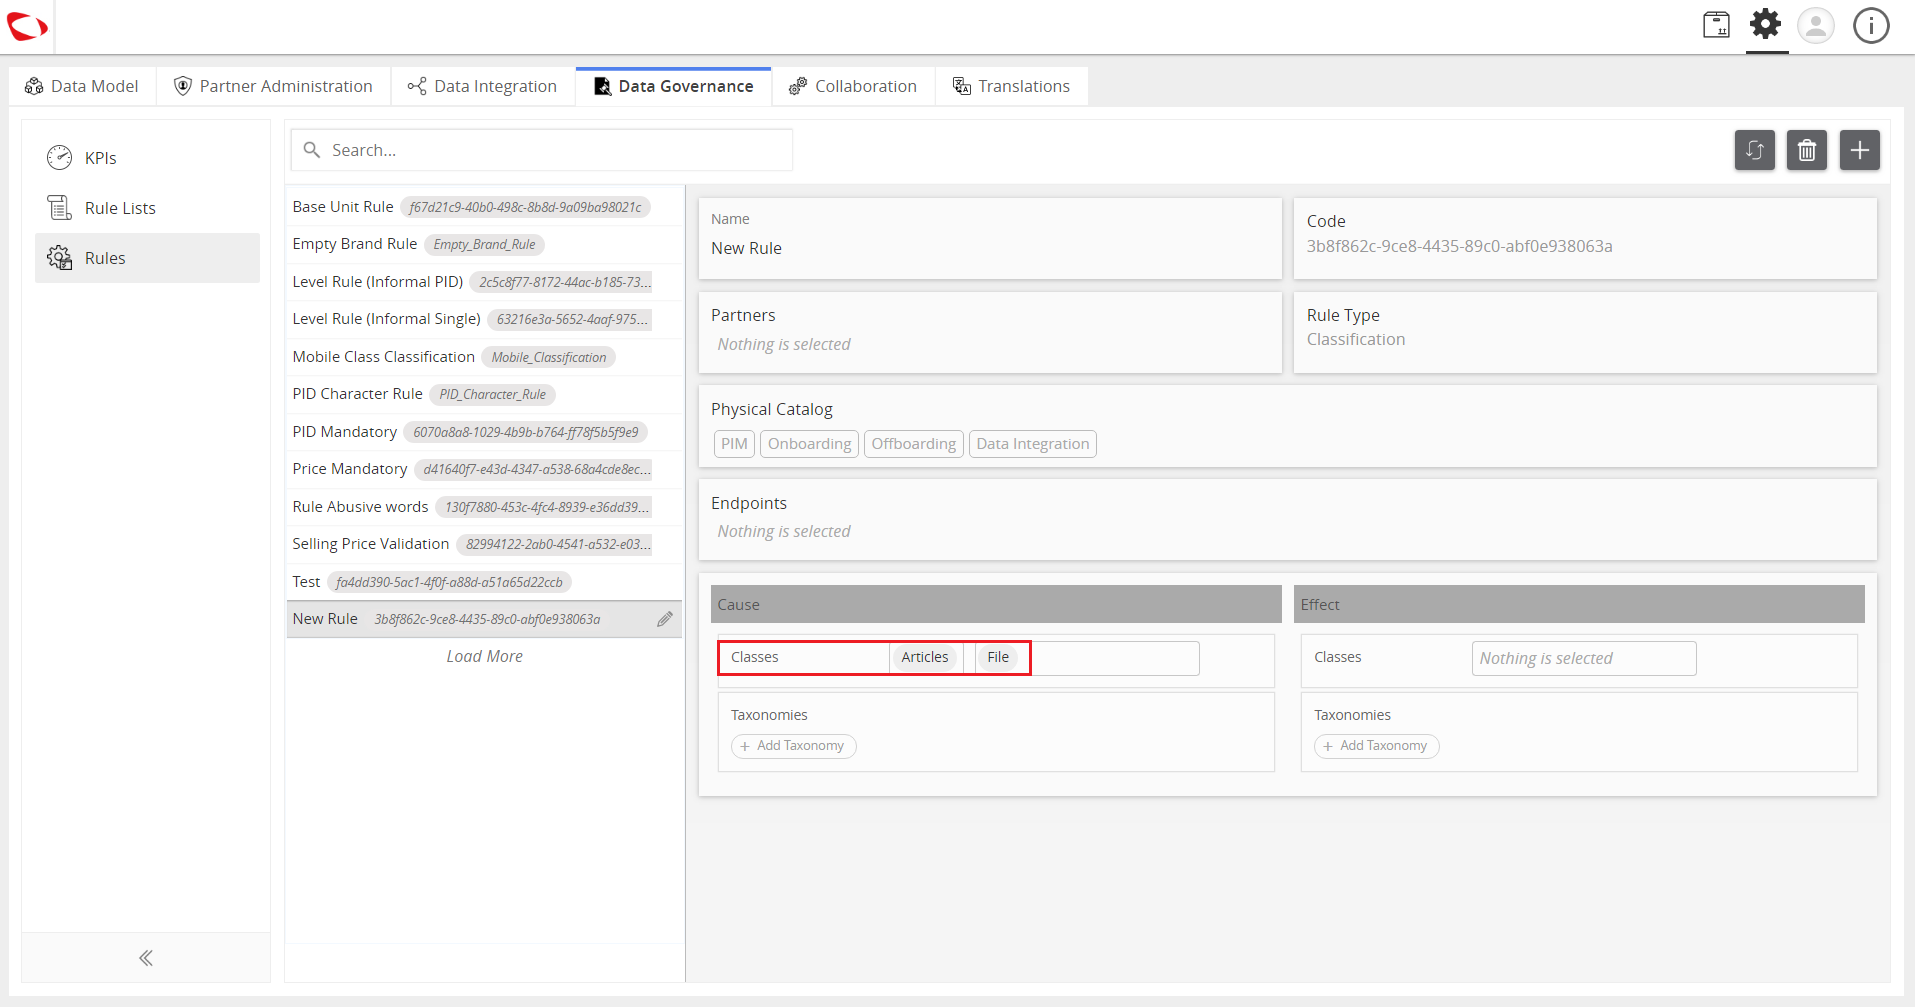 Data Model
Partner Administration
Data Integration
Data Governance
Collaboration
Translations
KPIs
Rule Lists
Rules
Search...
Base Unit Rule f67d21c9-40b0-498c-8b8d-9a09ba98021c
Empty Brand Rule Empty_Brand_Rule
Level Rule (Informal PID) 2c5c8f77-8172-44ac-b185-73...
Level Rule (Informal Single) 63216e3a-5652-4aaf-975...
Mobile Class Classification Mobile_Classification
PID Character Rule PID_Character_Rule
PID Mandatory 6070a8a8-1029-4b9b-b764-ff78f5b5f9e9
Price Mandatory d41640f7-e43d-4347-a538-68a4cde8ec...
Rule Abusive words 130f7880-453c-4fc4-8939-e36dd39...
Selling Price Validation 82994122-2ab0-4541-a532-e03...
Test fa4dd390-5ac1-4f0f-a88d-a51a65d22ccb
New Rule 3b8f862c-9ce8-4435-89c0-abf0e938063a
Load More
Name
New Rule
Code
3b8f862c-9ce8-4435-89c0-abf0e938063a
Partners
Nothing is selected
Rule Type
Classification
Physical Catalog
PIM Onboarding Offboarding Data Integration
Endpoints
Nothing is selected
Cause
Classes Articles File
Taxonomies
+ Add Taxonomy
Effect
Classes Nothing is selected
Taxonomies
+ Add Taxonomy